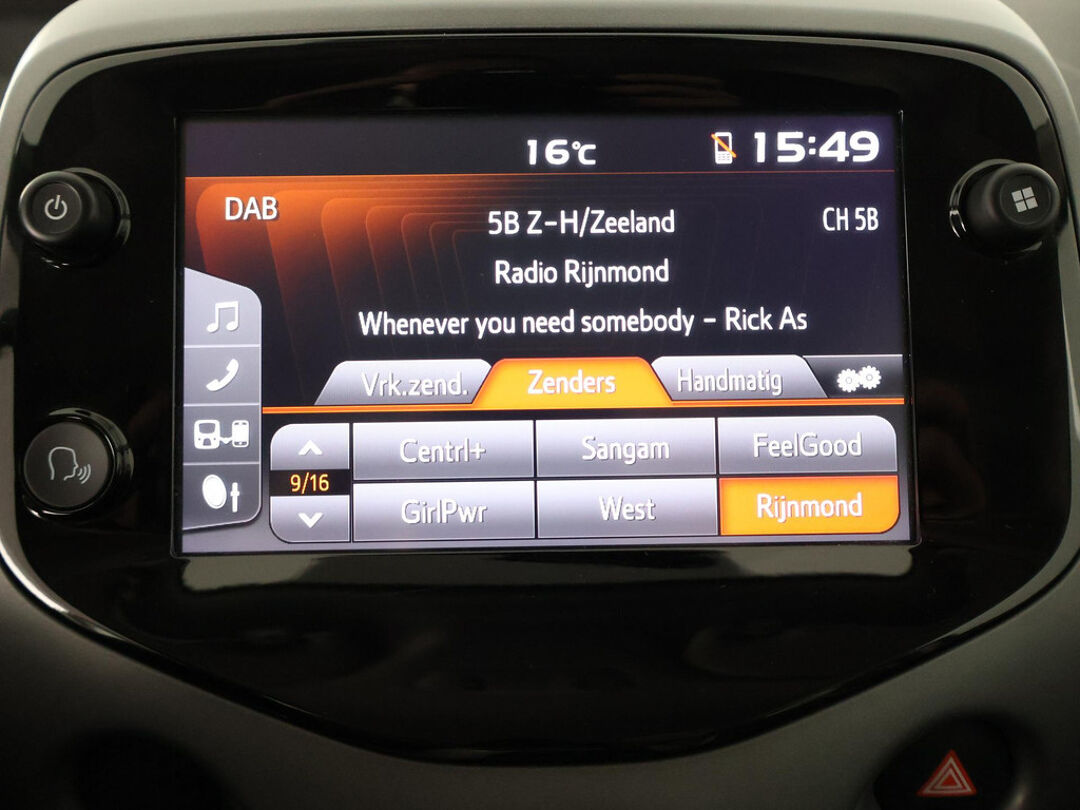 16℃ 15:49
DAB 5B Z-H/Zeeland CH 5B
Radio Rijnmond
Whenever you need somebody - Rick As
Vrk.zend. Zenders Handmatig
Centrl+ Sangam FeelGood
9/16
GirlPwr West Rijnmond